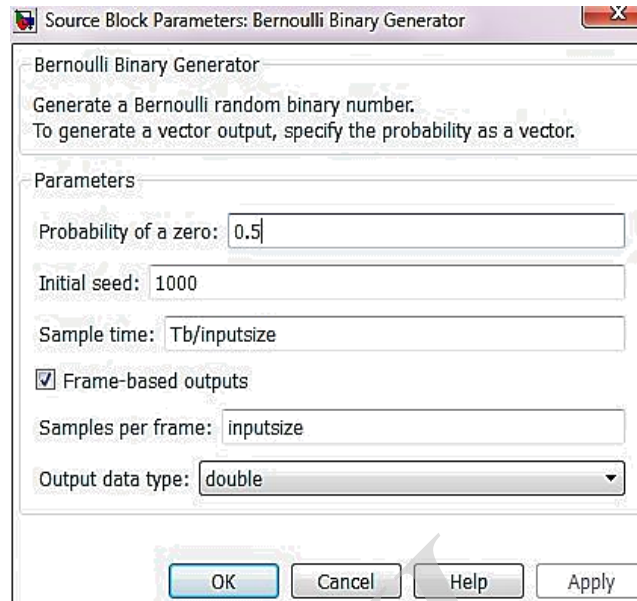 Source Block Parameters: Bernoulli Binary Generator
Bernoulli Binary Generator
Generate a Bernoulli random binary number.
To generate a vector output, specify the probability as a vector.
Parameters
Probability of a zero: 0.5
Initial seed: 1000
Sample time: Tb/inputsize
Frame-based outputs
Samples per frame: inputsize
Output data type: double
OK Cancel Help Apply